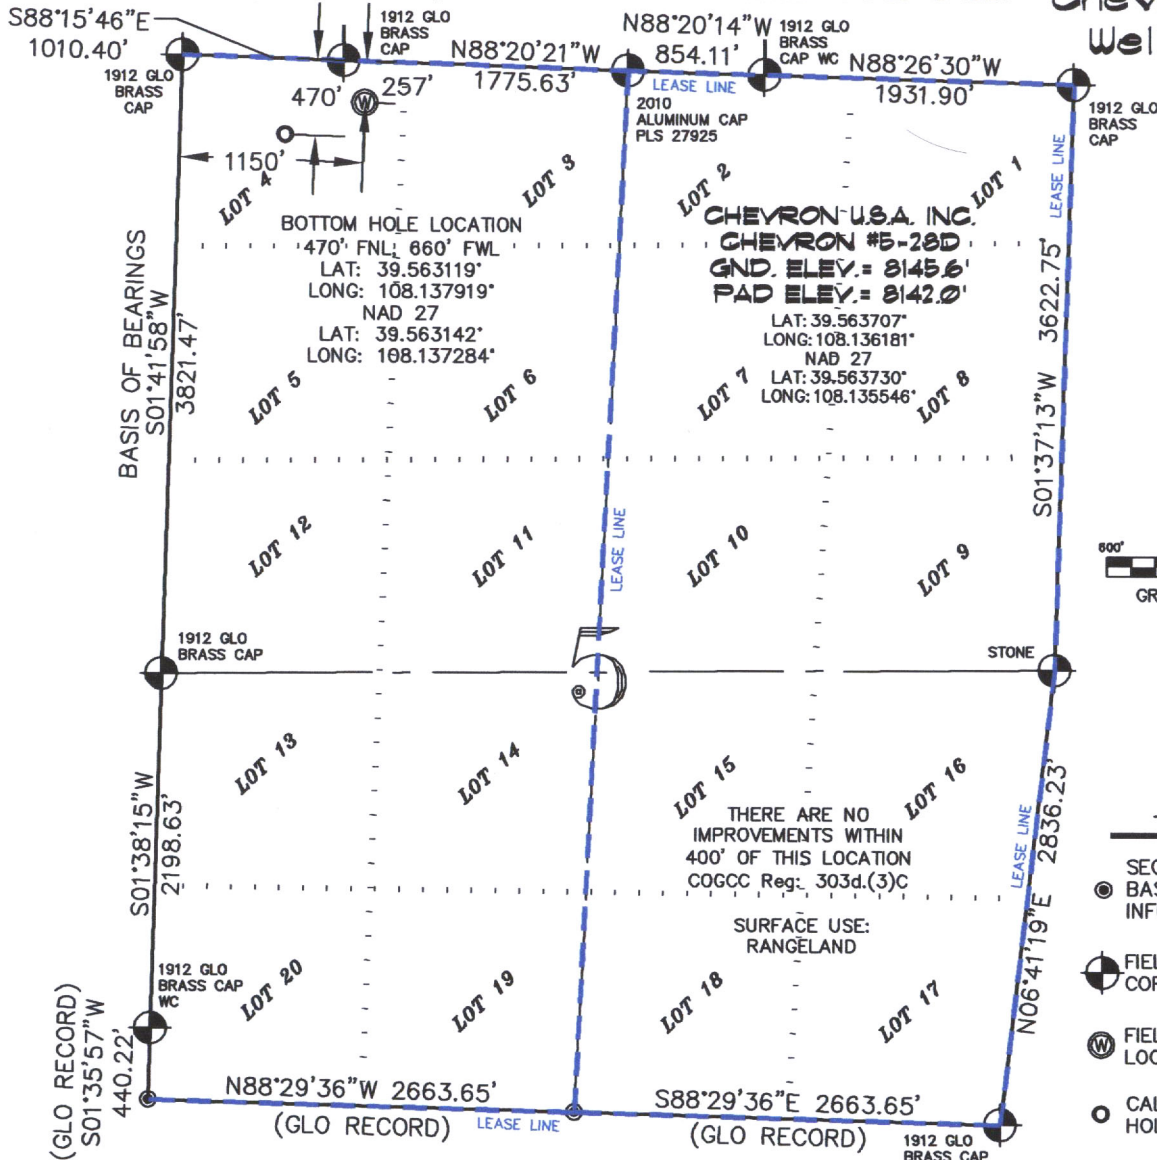 S88°15'46"E
1010.40'
1912 GLO
BRASS
CAP
1912 GLO
BRASS
CAP
N88°20'21"W
1775.63'
N88°20'14"W
854.11'
1912 GLO
BRASS
CAP WC
N88°26'30"W
1931.90'
LEASE LINE
2010
ALUMINUM CAP
PLS 27925
1912 GLO
BRASS
CAP
470'
257'
W
1150'
LOT 4
LOT 3
LOT 2
LOT 1
LEASE LINE
BOTTOM HOLE LOCATION
470' FNL, 660' FWL
LAT: 39.563119°
LONG: 108.137919°
NAD 27
LAT: 39.563142°
LONG: 108.137284°
CHEVRON U.S.A. INC.
CHEVRON #5-28D
GND. ELEV.= 8145.6'
PAD ELEV.= 8142.0'
LAT: 39.563707°
LONG: 108.136181°
NAD 27
LAT: 39.563730°
LONG: 108.135546°
BASIS OF BEARINGS
S01°41'58"W
3821.47'
S01°37'13"W 3622.75'
LOT 5
LOT 6
LOT 7
LOT 8
LOT 12
LOT 11
LEASE LINE
LOT 10
LOT 9
600'
1912 GLO
BRASS CAP
5
STONE
LOT 13
LOT 14
LOT 15
LOT 16
S01°38'15"W
2198.63'
THERE ARE NO
IMPROVEMENTS WITHIN
400' OF THIS LOCATION
COGCC Reg: 303d.(3)C
SURFACE USE:
RANGELAND
LEASE LINE
N06°41'19"E 2836.23'
1912 GLO
BRASS CAP
WC
LOT 20
LOT 19
LOT 18
LOT 17
W
(GLO RECORD)
S01°35'57"W
440.22'
N88°29'36"W 2663.65'
(GLO RECORD)
LEASE LINE
S88°29'36"E 2663.65'
(GLO RECORD)
1912 GLO
BRASS CAP